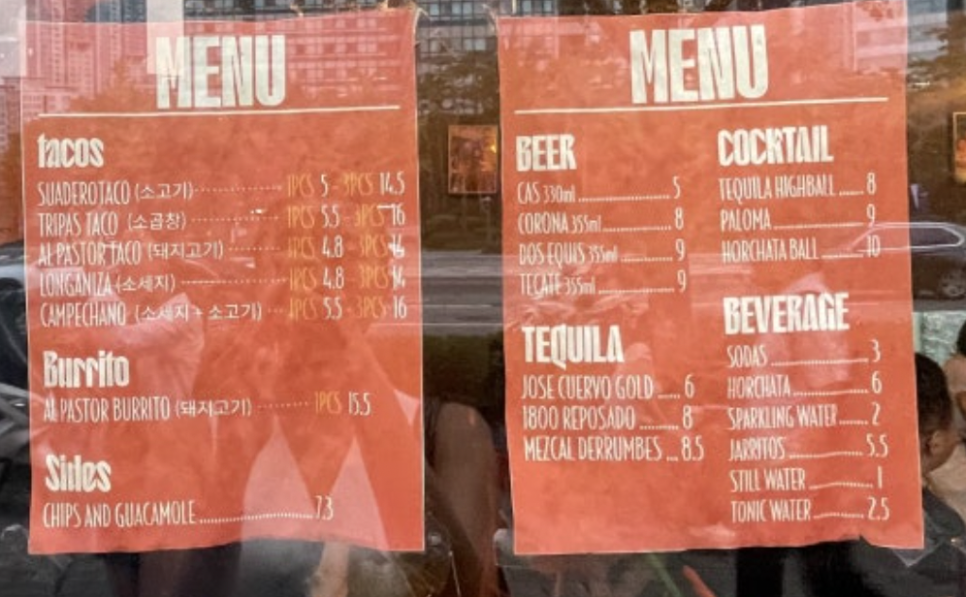 MENU
tacos
SUADERO TACO (소고기) 1PCS 5 - 3PCS 14.5
TRIPAS TACO (소곱창) 1PCS 5.5 - 3PCS 16
AL PASTOR TACO (돼지고기) 1PCS 4.8 - 3PCS 14
LONGANIZA (소세지) 1PCS 4.8 - 3PCS 14
CAMPECHANO (소세지 + 소고기) 1PCS 5.5 - 3PCS 16
Burrito
Al PASTOR BURRITO (돼지고기) 1PCS 15.5
Sides
CHIPS AND GUACAMOLE 7.3
MENU
BEER
CAS 330ml 5
CORONA 355ml 8
DOS EQUIS 355ml 9
TECATE 355ml 9
TEQUILA
JOSE CUERVO GOLD 6
1800 REPOSADO 8
MEZCAL DERRUMBES 8.5
COCKTAIL
TEQUILA HIGHBALL 8
PALOMA 9
HORCHATA BALL 10
BEVERAGE
SODAS 3
HORCHATA 6
SPARKLING WATER 2
JARRITOS 5.5
STILL WATER 1
TONIC WATER 2.5